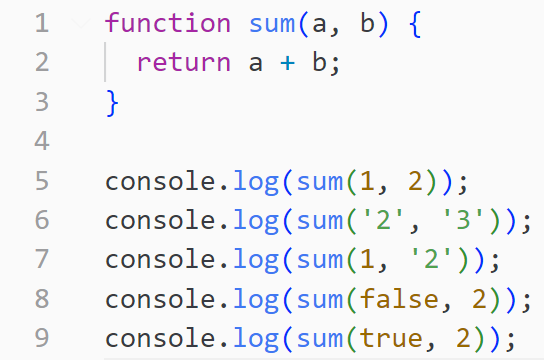 1 function sum(a, b) {
2   return a + b;
3 }
4
5 console.log(sum(1, 2));
6 console.log(sum('2', '3'));
7 console.log(sum(1, '2'));
8 console.log(sum(false, 2));
9 console.log(sum(true, 2));